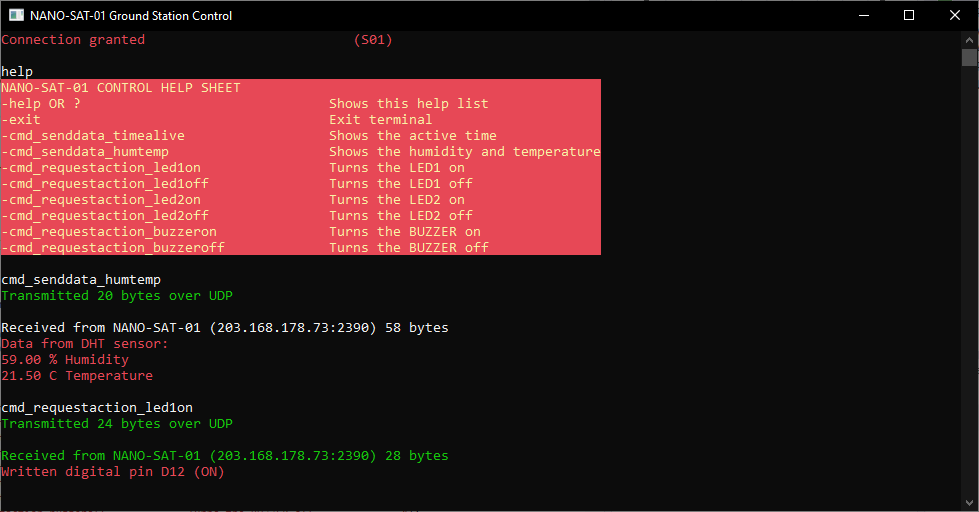 NANO-SAT-01 Ground Station Control
Connection granted (S01)
help
NANO-SAT-01 CONTROL HELP SHEET
-help OR ? Shows this help list
-exit Exit terminal
-cmd_senddata_timealive Shows the active time
-cmd_senddata_humtemp Shows the humidity and temperature
-cmd_requestaction_led1on Turns the LED1 on
-cmd_requestaction_led1off Turns the LED1 off
-cmd_requestaction_led2on Turns the LED2 on
-cmd_requestaction_led2off Turns the LED2 off
-cmd_requestaction_buzzeron Turns the BUZZER on
-cmd_requestaction_buzzeroff Turns the BUZZER off
cmd_senddata_humtemp
Transmitted 20 bytes over UDP
Received from NANO-SAT-01 (203.168.178.73:2390) 58 bytes
Data from DHT sensor:
59.00 % Humidity
21.50 C Temperature
cmd_requestaction_led1on
Transmitted 24 bytes over UDP
Received from NANO-SAT-01 (203.168.178.73:2390) 28 bytes
Written digital pin D12 (ON)